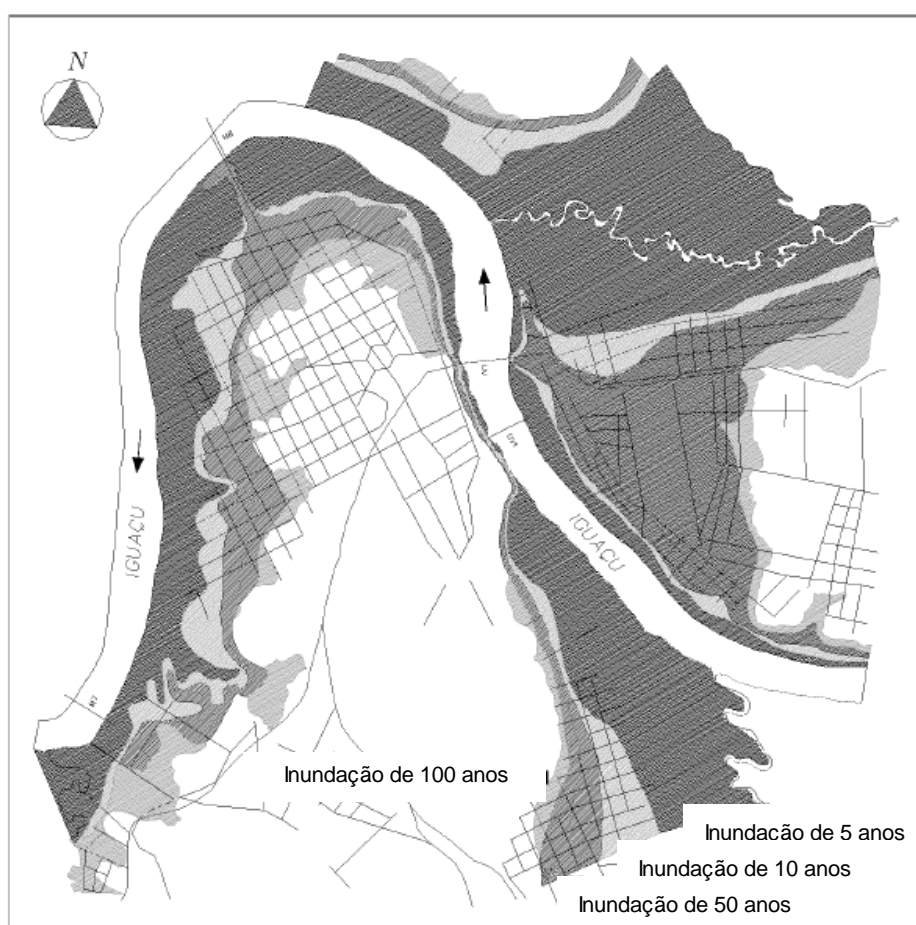 N
IGUAÇU
IGUAÇU
Inundação de 100 anos
Inundacão de 5 anos
Inundação de 10 anos
Inundação de 50 anos